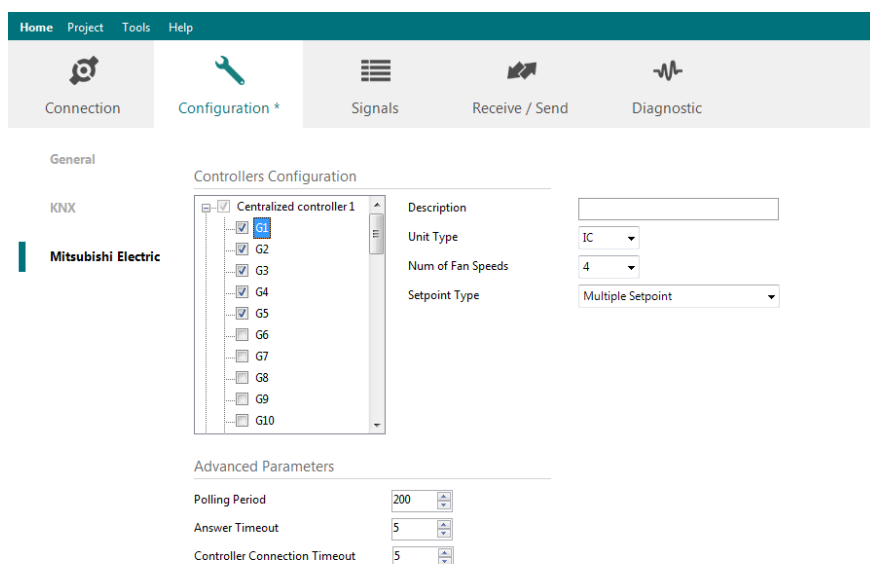 Home Project Tools Help
Connection Configuration * Signals Receive / Send Diagnostic
General
KNX
Mitsubishi Electric
Controllers Configuration
Centralized controller 1
G1
G2
G3
G4
G5
G6
G7
G8
G9
G10
Description
Unit Type IC
Num of Fan Speeds 4
Setpoint Type Multiple Setpoint
Advanced Parameters
Polling Period 200
Answer Timeout 5
Controller Connection Timeout 5